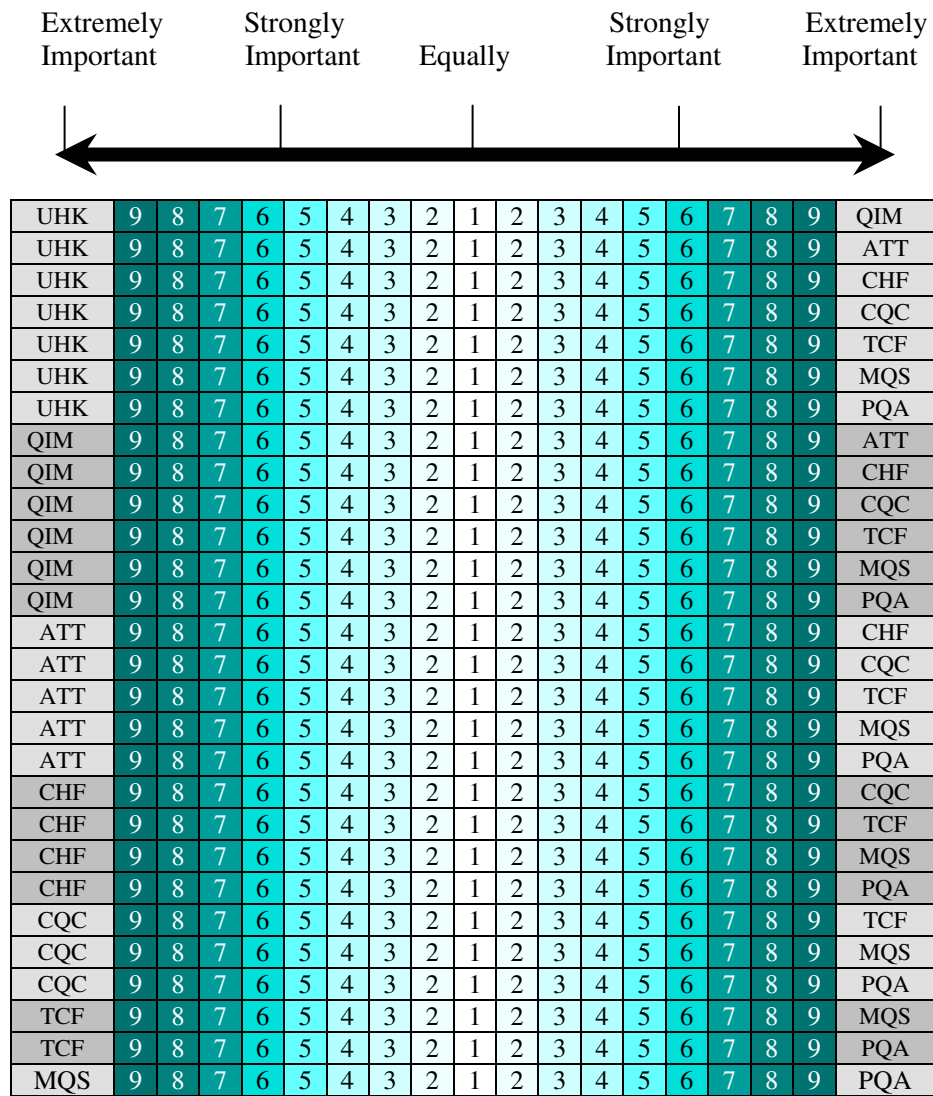 Extremely Strongly Strongly Extremely
Important Important Equally Important Important
UHK 9 8 7 6 5 4 3 2 1 2 3 4 5 6 7 8 9 QIM
UHK 9 8 7 6 5 4 3 2 1 2 3 4 5 6 7 8 9 ATT
UHK 9 8 7 6 5 4 3 2 1 2 3 4 5 6 7 8 9 CHF
UHK 9 8 7 6 5 4 3 2 1 2 3 4 5 6 7 8 9 CQC
UHK 9 8 7 6 5 4 3 2 1 2 3 4 5 6 7 8 9 TCF
UHK 9 8 7 6 5 4 3 2 1 2 3 4 5 6 7 8 9 MQS
UHK 9 8 7 6 5 4 3 2 1 2 3 4 5 6 7 8 9 PQA
QIM 9 8 7 6 5 4 3 2 1 2 3 4 5 6 7 8 9 ATT
QIM 9 8 7 6 5 4 3 2 1 2 3 4 5 6 7 8 9 CHF
QIM 9 8 7 6 5 4 3 2 1 2 3 4 5 6 7 8 9 CQC
QIM 9 8 7 6 5 4 3 2 1 2 3 4 5 6 7 8 9 TCF
QIM 9 8 7 6 5 4 3 2 1 2 3 4 5 6 7 8 9 MQS
QIM 9 8 7 6 5 4 3 2 1 2 3 4 5 6 7 8 9 PQA
ATT 9 8 7 6 5 4 3 2 1 2 3 4 5 6 7 8 9 CHF
ATT 9 8 7 6 5 4 3 2 1 2 3 4 5 6 7 8 9 CQC
ATT 9 8 7 6 5 4 3 2 1 2 3 4 5 6 7 8 9 TCF
ATT 9 8 7 6 5 4 3 2 1 2 3 4 5 6 7 8 9 MQS
ATT 9 8 7 6 5 4 3 2 1 2 3 4 5 6 7 8 9 PQA
CHF 9 8 7 6 5 4 3 2 1 2 3 4 5 6 7 8 9 CQC
CHF 9 8 7 6 5 4 3 2 1 2 3 4 5 6 7 8 9 TCF
CHF 9 8 7 6 5 4 3 2 1 2 3 4 5 6 7 8 9 MQS
CHF 9 8 7 6 5 4 3 2 1 2 3 4 5 6 7 8 9 PQA
CQC 9 8 7 6 5 4 3 2 1 2 3 4 5 6 7 8 9 TCF
CQC 9 8 7 6 5 4 3 2 1 2 3 4 5 6 7 8 9 MQS
CQC 9 8 7 6 5 4 3 2 1 2 3 4 5 6 7 8 9 PQA
TCF 9 8 7 6 5 4 3 2 1 2 3 4 5 6 7 8 9 MQS
TCF 9 8 7 6 5 4 3 2 1 2 3 4 5 6 7 8 9 PQA
MQS 9 8 7 6 5 4 3 2 1 2 3 4 5 6 7 8 9 PQA